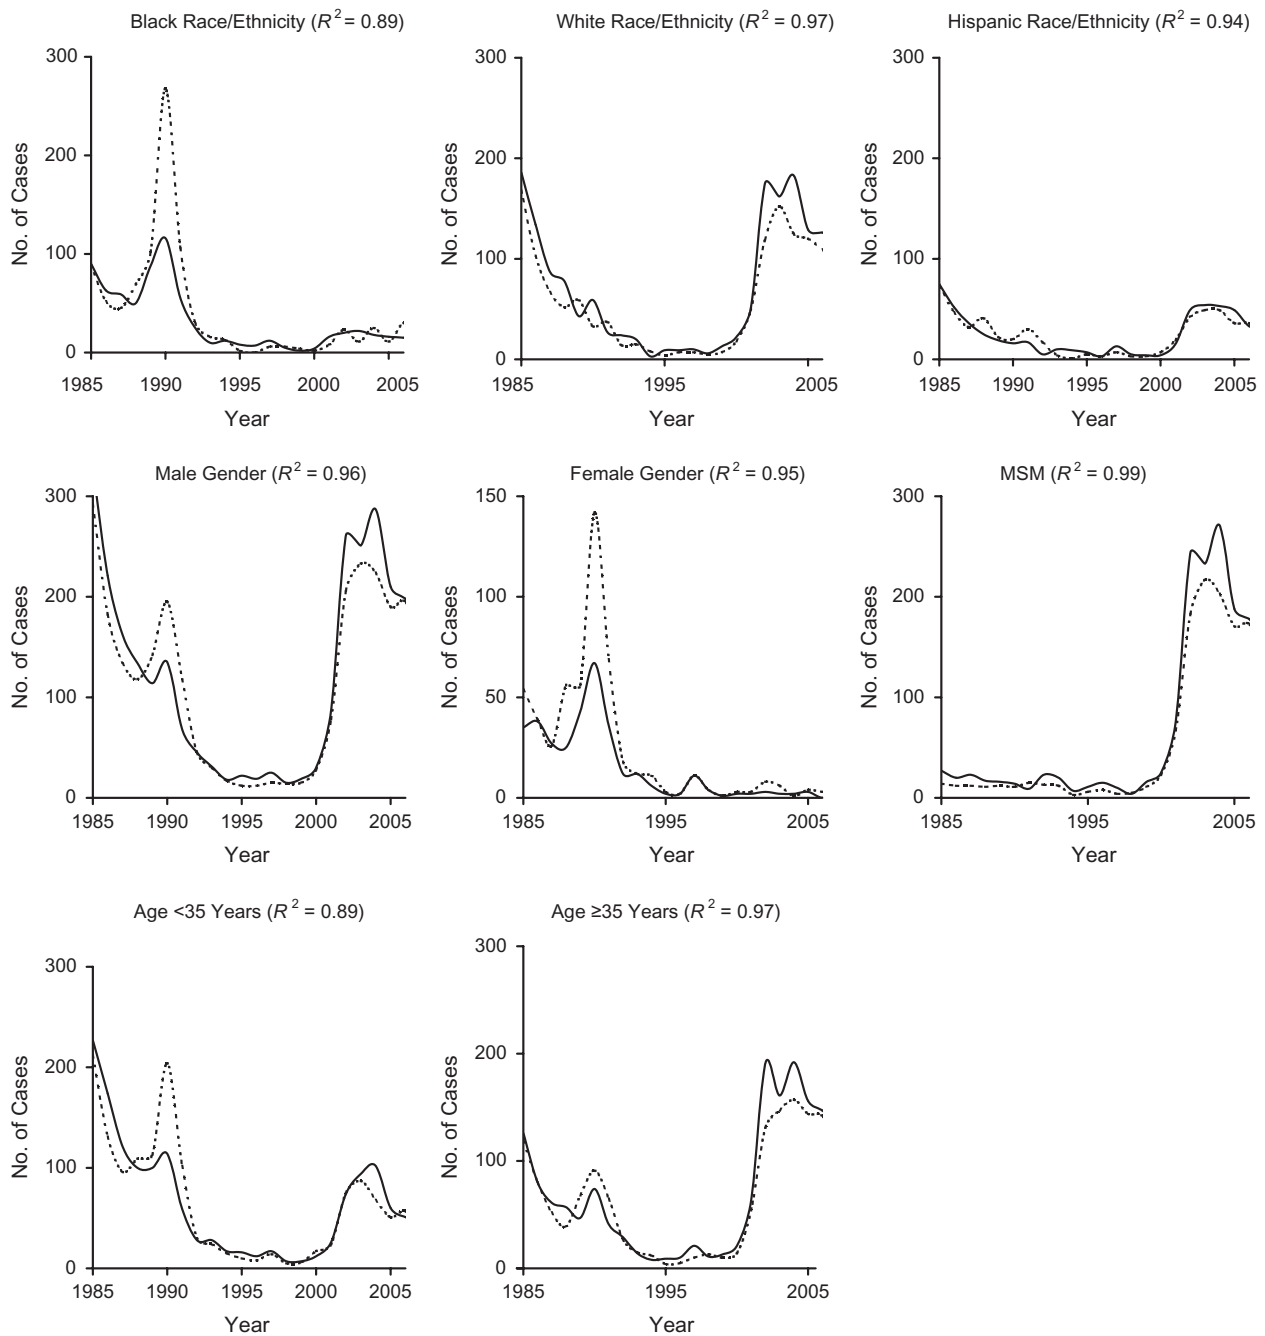 Black Race/Ethnicity (R² = 0.89)
White Race/Ethnicity (R² = 0.97)
Hispanic Race/Ethnicity (R² = 0.94)
300
200
100
0
No. of Cases
1985 1990 1995 2000 2005
Year
300
200
100
0
No. of Cases
1985 1995 2005
Year
300
200
100
0
No. of Cases
1985 1990 1995 2000 2005
Year
Male Gender (R² = 0.96)
Female Gender (R² = 0.95)
MSM (R² = 0.99)
300
200
100
0
No. of Cases
1985 1990 1995 2000 2005
Year
150
100
50
0
No. of Cases
1985 1995 2005
Year
300
200
100
0
No. of Cases
1985 1995 2005
Year
Age <35 Years (R² = 0.89)
Age ≥35 Years (R² = 0.97)
300
200
100
0
No. of Cases
1985 1990 1995 2000 2005
Year
300
200
100
0
No. of Cases
1985 1995 2005
Year